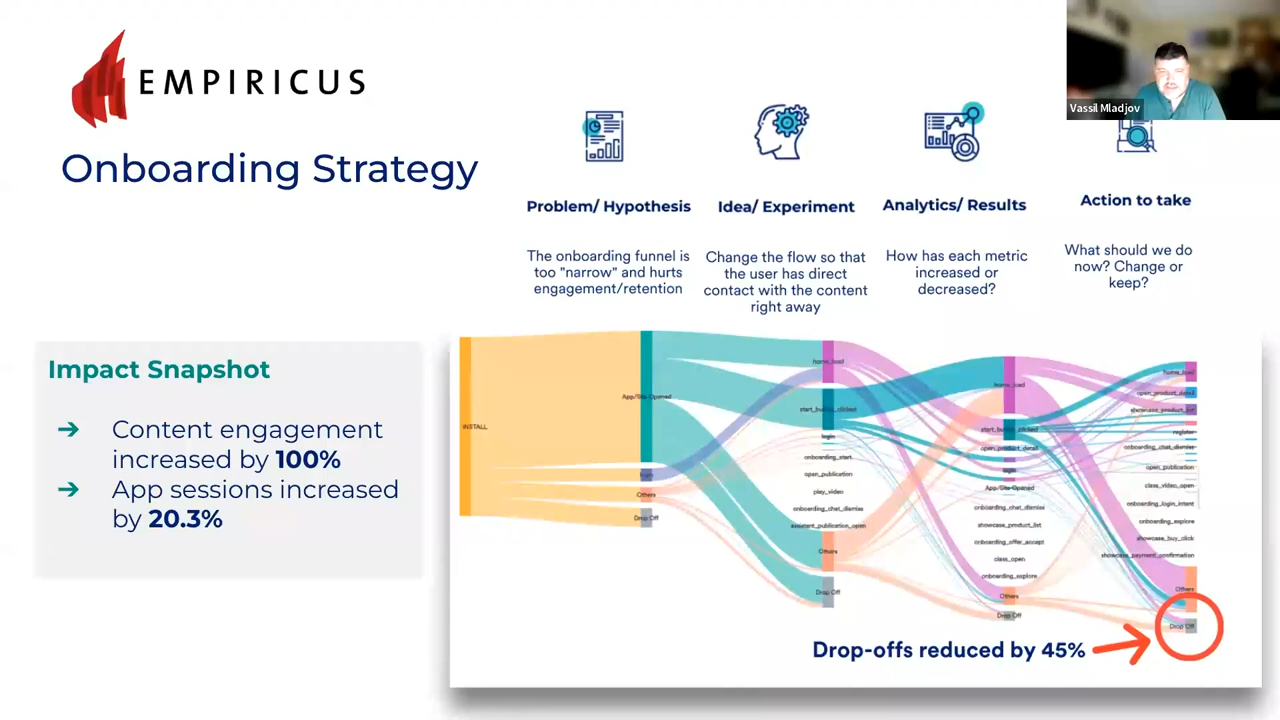 EMPIRICUS
Vassil Mladjov
Onboarding Strategy
Problem/ Hypothesis
The onboarding funnel is
too "narrow" and hurts
engagement/retention
Idea/ Experiment
Change the flow so that
the user has direct
contact with the content
right away
Analytics/ Results
How has each metric
increased or
decreased?
Action to take
What should we do
now? Change or
keep?
Impact Snapshot
➔ Content engagement
increased by 100%
➔ App sessions increased
by 20.3%
INSTALL
App/Site Opened
login
Others
Drop Off
home_load
start_button_clicked
login
onboarding_start
open_publication
play_video
onboarding_chat_dismiss
assistant_publication_open
Others
Drop Off
home_load
start_button_clicked
open_product_detail
login
App/Site Opened
onboarding_chat_dismiss
showcase_product_list
onboarding_offer_accept
class_open
onboarding_explore
Others
Drop Off
home_load
open_product_detail
showcase_product_list
register
onboarding_chat_dismiss
open_publication
class_video_open
onboarding_login_intent
onboarding_explore
showcase_buy_click
showcase_payment_confirmation
Others
Drop Off
Drop-offs reduced by 45%